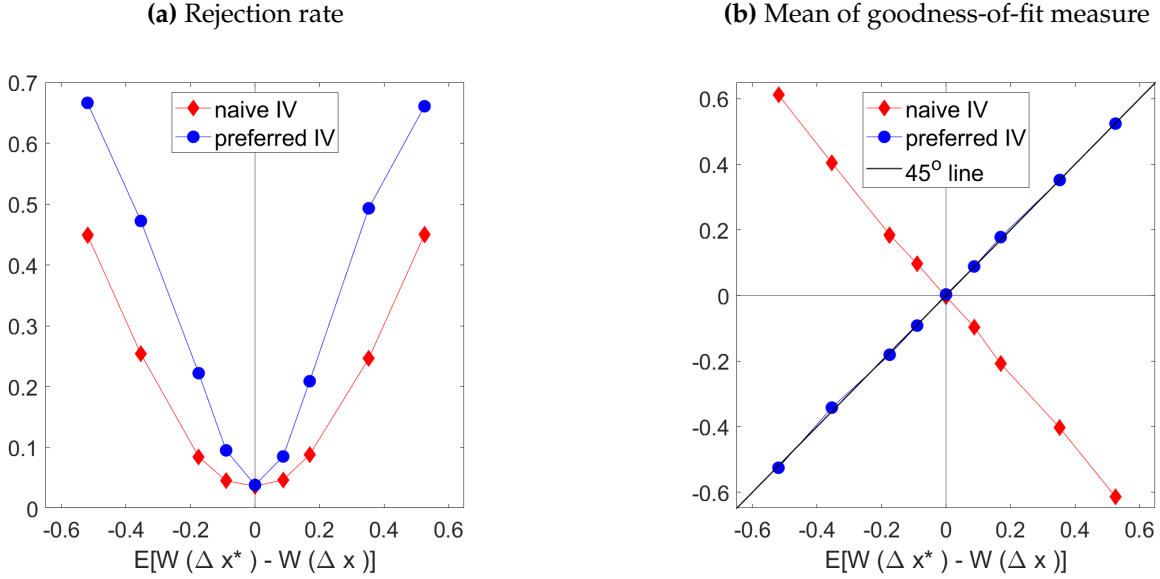 (a) Rejection rate
0.7
0.6
0.5
0.4
0.3
0.2
0.1
0
-0.6 -0.4 -0.2 0 0.2 0.4 0.6
E[W (Δ x* ) - W (Δ x )]
naive IV
preferred IV
(b) Mean of goodness-of-fit measure
0.6
0.4
0.2
0
-0.2
-0.4
-0.6
-0.6 -0.4 -0.2 0 0.2 0.4 0.6
E[W (Δ x* ) - W (Δ x )]
naive IV
preferred IV
45° line